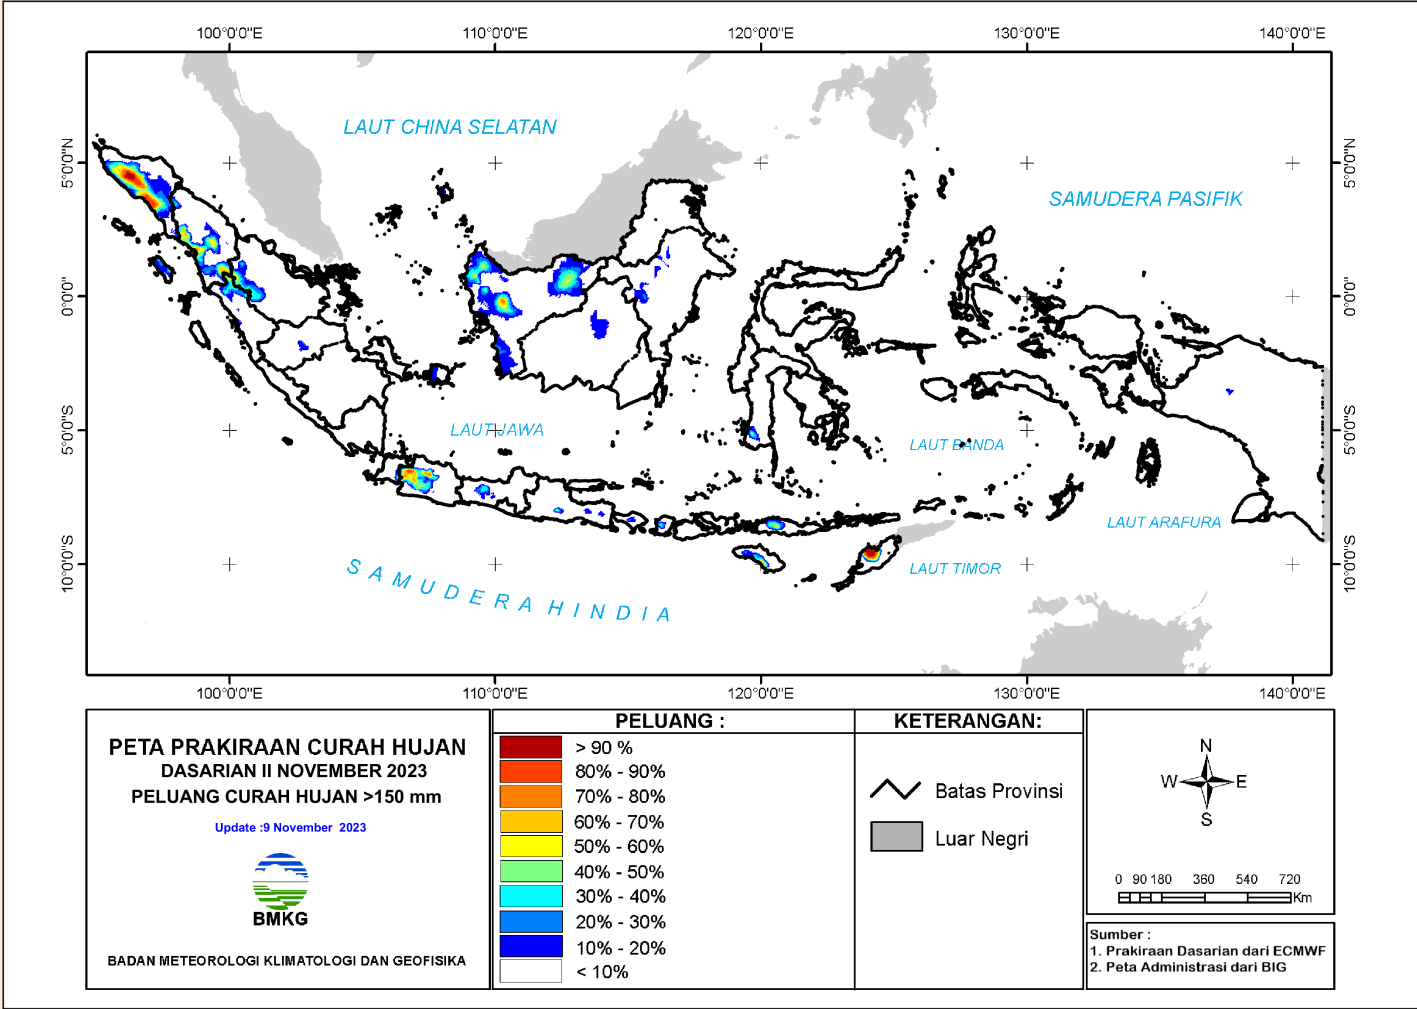 100°0'0"E 110°0'0"E 120°0'0"E 130°0'0"E 140°0'0"E
5°0'0"N
0°0'0"
5°0'0"S
10°0'0"S
LAUT CHINA SELATAN
SAMUDERA PASIFIK
LAUT JAWA
LAUT BANDA
LAUT ARAFURA
LAUT TIMOR
SAMUDERA HINDIA
5°0'0"N
0°0'0"
5°0'0"S
10°0'0"S
100°0'0"E 110°0'0"E 120°0'0"E 130°0'0"E 140°0'0"E
PETA PRAKIRAAN CURAH HUJAN
DASARIAN II NOVEMBER 2023
PELUANG CURAH HUJAN >150 mm
Update :9 November 2023
BMKG
BADAN METEOROLOGI KLIMATOLOGI DAN GEOFISIKA
PELUANG :
> 90 %
80% - 90%
70% - 80%
60% - 70%
50% - 60%
40% - 50%
30% - 40%
20% - 30%
10% - 20%
< 10%
KETERANGAN:
Batas Provinsi
Luar Negri
N
W E
S
0 90 180 360 540 720
Km
Sumber :
1. Prakiraan Dasarian dari ECMWF
2. Peta Administrasi dari BIG